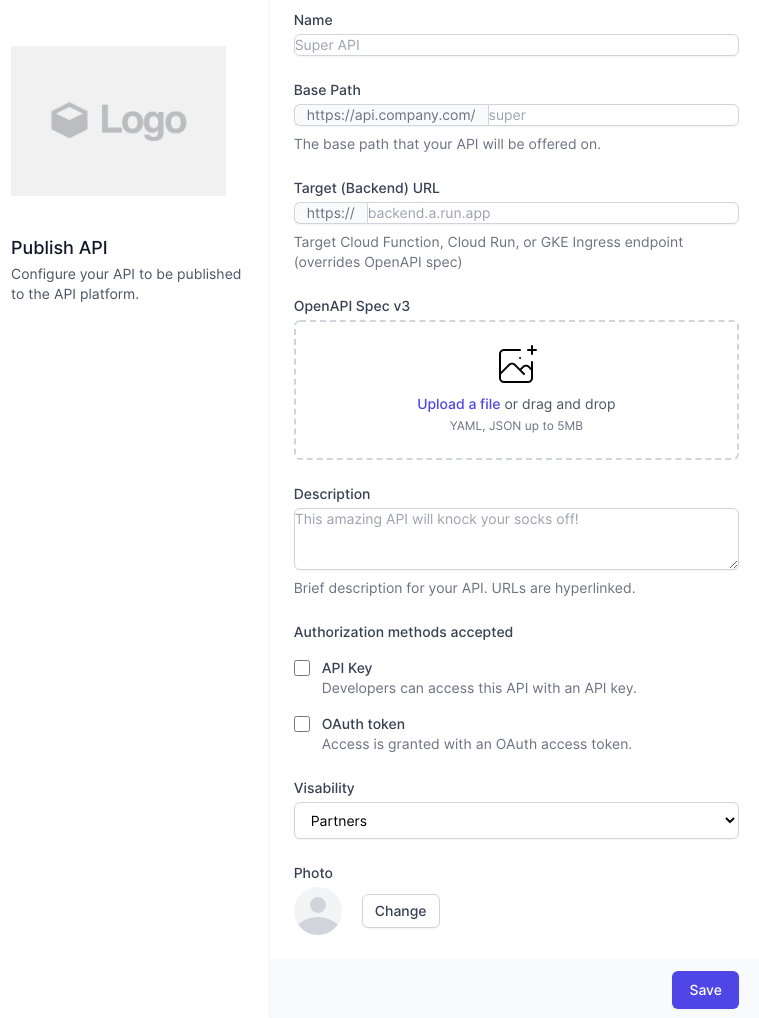 Logo
Publish API
Configure your API to be published
to the API platform.
Name
Super API
Base Path
https://api.company.com/ super
The base path that your API will be offered on.
Target (Backend) URL
https:// backend.a.run.app
Target Cloud Function, Cloud Run, or GKE Ingress endpoint
(overrides OpenAPI spec)
OpenAPI Spec v3
Upload a file or drag and drop
YAML, JSON up to 5MB
Description
This amazing API will knock your socks off!
Brief description for your API. URLs are hyperlinked.
Authorization methods accepted
API Key
Developers can access this API with an API key.
OAuth token
Access is granted with an OAuth access token.
Visability
Partners
Photo
Change
Save